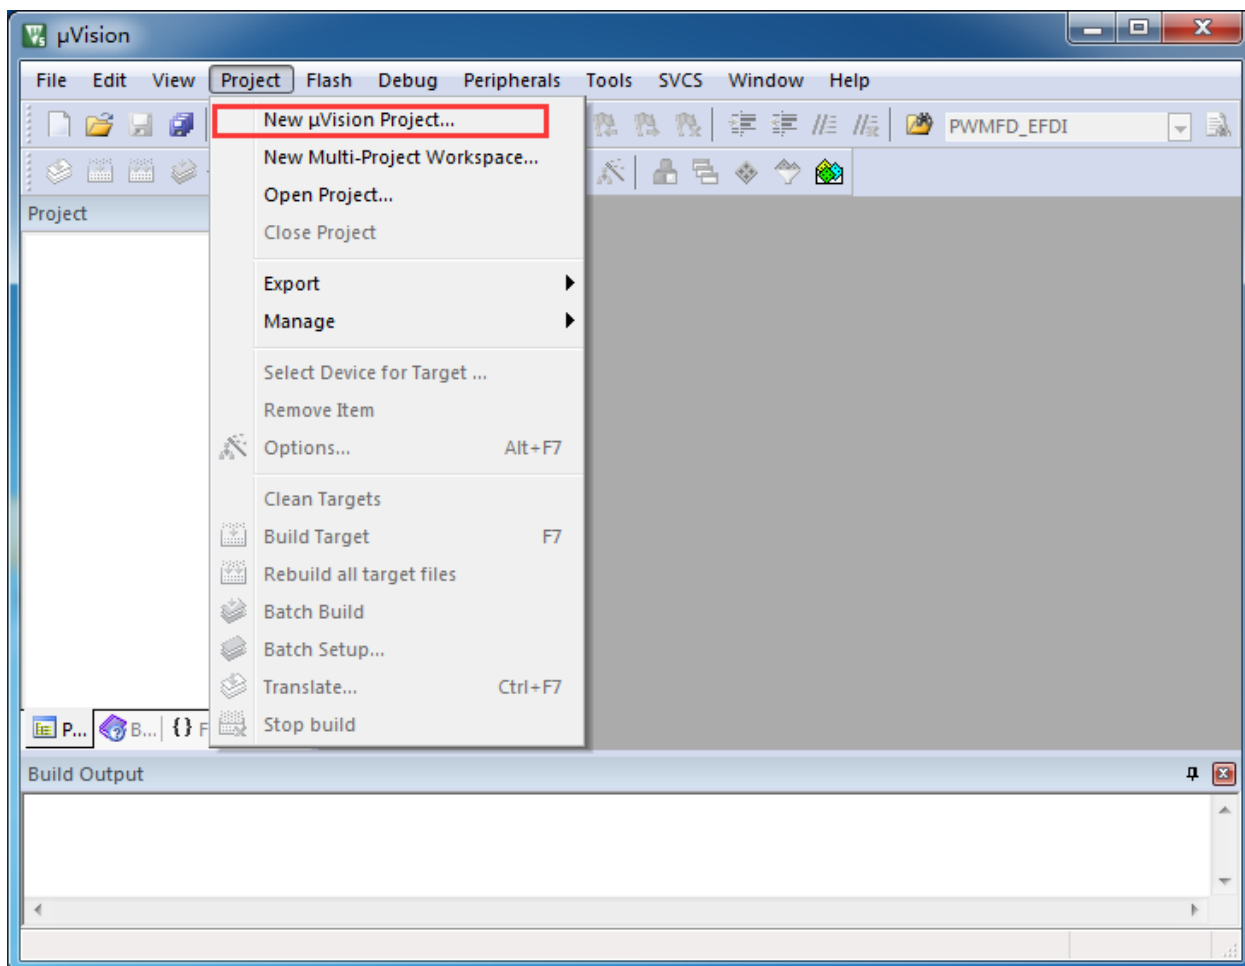 µVision
File Edit View Project Flash Debug Peripherals Tools SVCS Window Help
New µVision Project...
PWMFD_EFDI
New Multi-Project Workspace...
Open Project...
Project
Close Project
Export
Manage
Select Device for Target ...
Remove Item
Options... Alt+F7
Clean Targets
Build Target F7
Rebuild all target files
Batch Build
Batch Setup...
Translate... Ctrl+F7
Stop build
P... B... {} F
Build Output